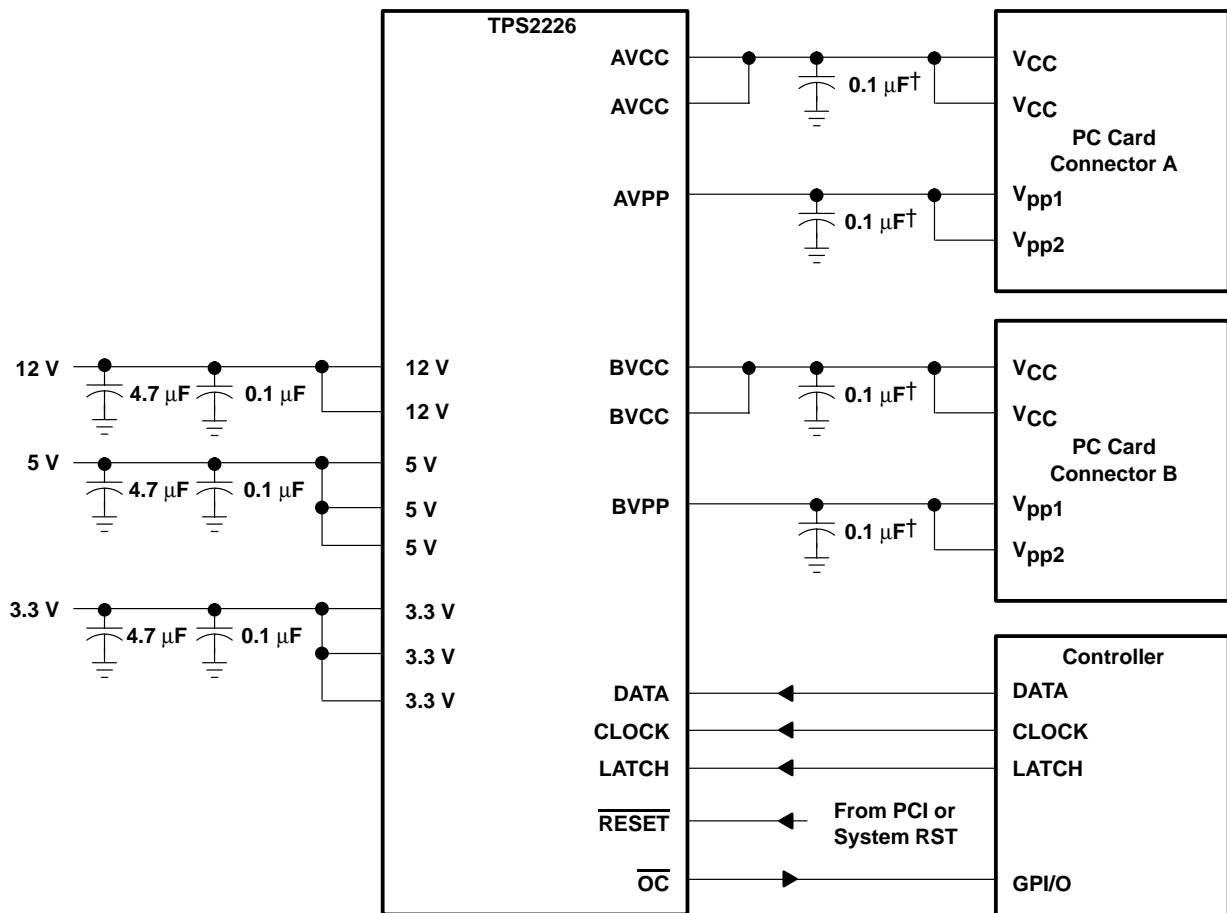 TPS2226
AVCC
AVCC
AVPP
0.1 μF†
0.1 μF†
VCC
VCC
PC Card
Connector A
Vpp1
Vpp2
12 V
4.7 μF
0.1 μF
12 V
12 V
5 V
4.7 μF
0.1 μF
5 V
5 V
5 V
3.3 V
4.7 μF
0.1 μF
3.3 V
3.3 V
3.3 V
BVCC
BVCC
BVPP
0.1 μF†
0.1 μF†
VCC
VCC
PC Card
Connector B
Vpp1
Vpp2
Controller
DATA
DATA
CLOCK
CLOCK
LATCH
LATCH
RESET
From PCI or
System RST
OC
GPI/O